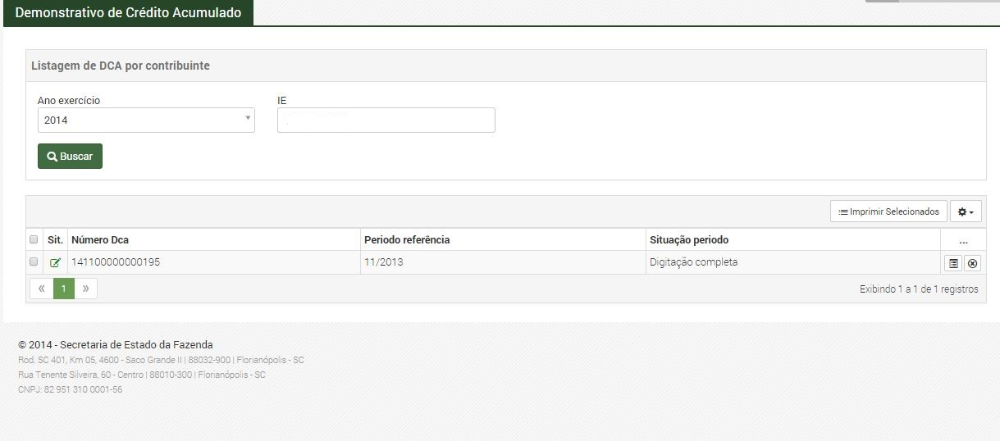 Demonstrativo de Crédito Acumulado
Listagem de DCA por contribuinte
Ano exercício IE
2014
Buscar
Imprimir Selecionados
Sit. Número Dca Periodo referência Situação periodo ...
141100000000195 11/2013 Digitação completa
« 1 » Exibindo 1 a 1 de 1 registros
© 2014 - Secretaria de Estado da Fazenda
Rod. SC 401, Km 05, 4600 - Saco Grande II | 88032-900 | Florianópolis - SC
Rua Tenente Silveira, 60 - Centro | 88010-300 | Florianópolis - SC
CNPJ: 82 951 310 0001-56